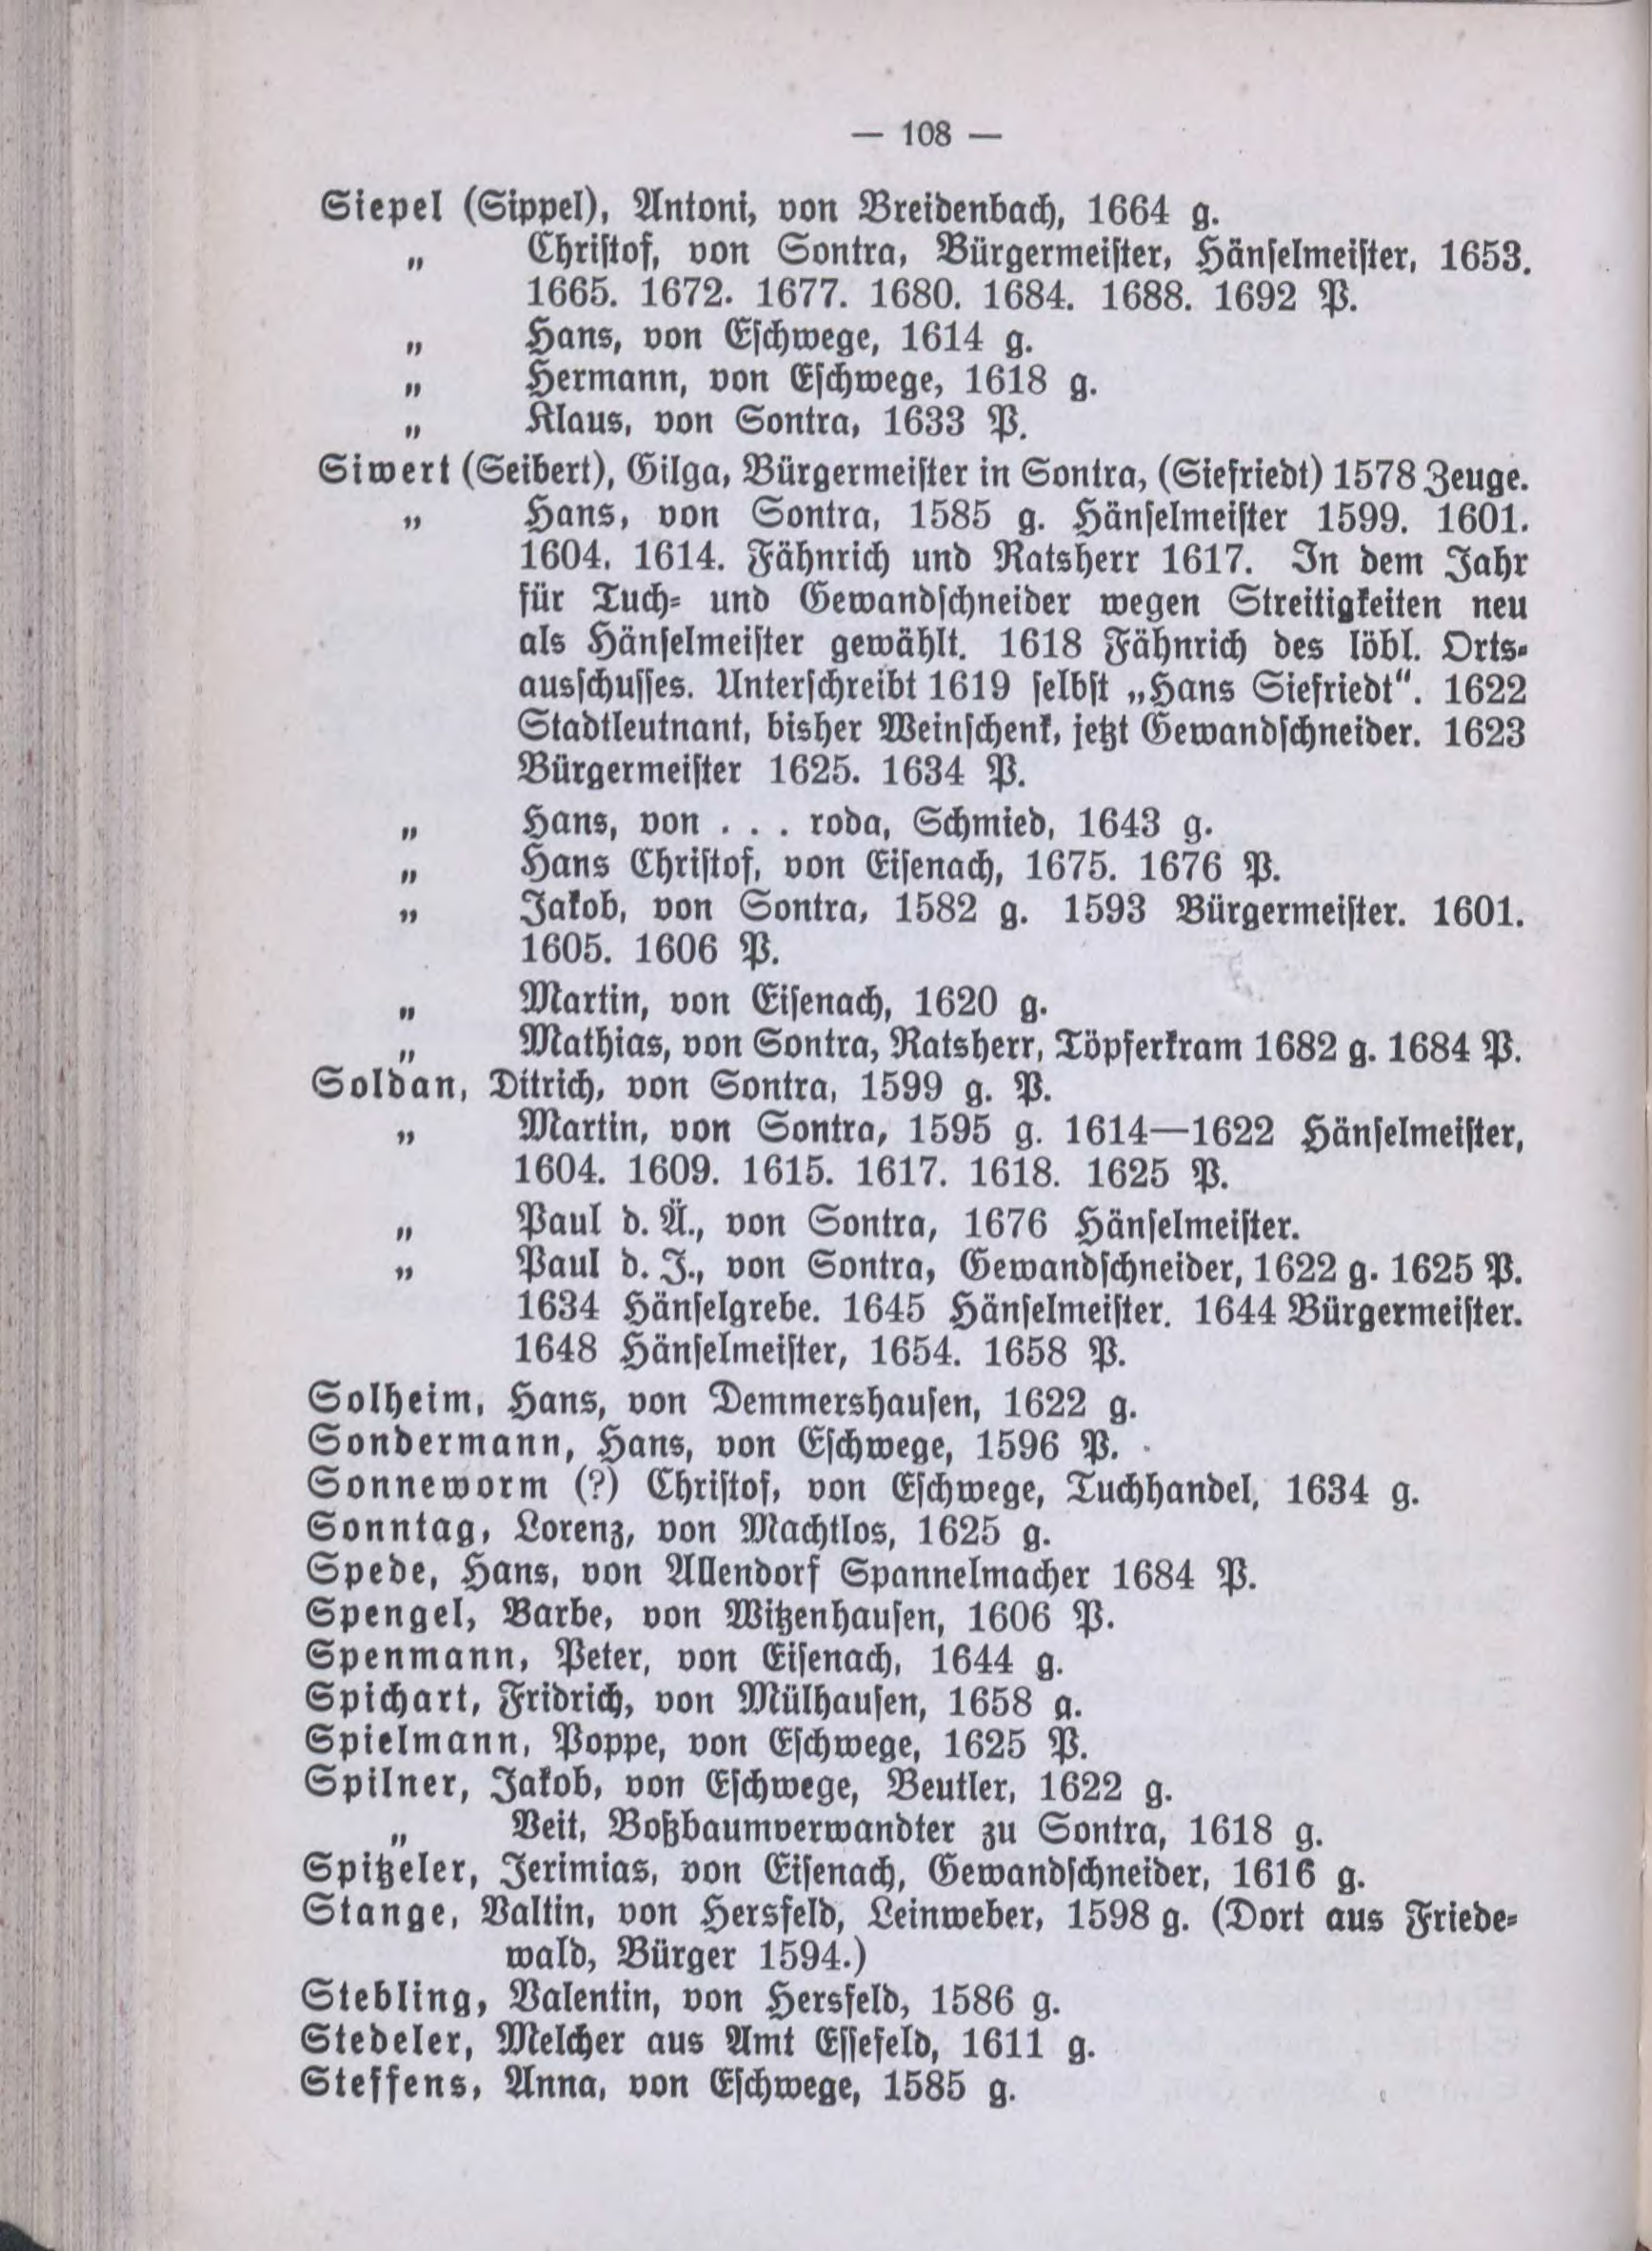 — 108 —
Siepel (Sippel), Antoni, von Breidenbach, 1664 g.
„ Christof, von Sontra, Bürgermeister, Hänselmeister, 1653.
1665. 1672. 1677. 1680. 1684. 1688. 1692 P.
„ Hans, von Eschwege, 1614 g.
„ Hermann, von Eschwege, 1618 g.
„ Klaus, von Sontra, 1633 P.
Siwert (Seibert), Gilga, Bürgermeister in Sontra, (Siefriedt) 1578 Zeuge.
„ Hans, von Sontra, 1585 g. Hänselmeister 1599. 1601.
1604. 1614. Fähnrich und Ratsherr 1617. In dem Jahr
für Tuch- und Gewandschneider wegen Streitigkeiten neu
als Hänselmeister gewählt. 1618 Fähnrich des löbl. Orts-
ausschusses. Unterschreibt 1619 selbst „Hans Siefriedt“. 1622
Stadtleutnant, bisher Weinschenk, jetzt Gewandschneider. 1623
Bürgermeister 1625. 1634 P.
„ Hans, von . . . roda, Schmied, 1643 g.
„ Hans Christof, von Eisenach, 1675. 1676 P.
„ Jakob, von Sontra, 1582 g. 1593 Bürgermeister. 1601.
1605. 1606 P.
„ Martin, von Eisenach, 1620 g.
„ Mathias, von Sontra, Ratsherr, Töpferkram 1682 g. 1684 P.
Soldan, Ditrich, von Sontra, 1599 g. P.
„ Martin, von Sontra, 1595 g. 1614—1622 Hänselmeister,
1604. 1609. 1615. 1617. 1618. 1625 P.
„ Paul d. Ä., von Sontra, 1676 Hänselmeister.
„ Paul d. J., von Sontra, Gewandschneider, 1622 g. 1625 P.
1634 Hänselgrebe. 1645 Hänselmeister. 1644 Bürgermeister.
1648 Hänselmeister, 1654. 1658 P.
Solheim, Hans, von Demmershausen, 1622 g.
Sondermann, Hans, von Eschwege, 1596 P.
Sonneworm (?) Christof, von Eschwege, Tuchhandel, 1634 g.
Sonntag, Lorenz, von Machtlos, 1625 g.
Spede, Hans, von Allendorf Spannelmacher 1684 P.
Spengel, Barbe, von Witzenhausen, 1606 P.
Spenmann, Peter, von Eisenach, 1644 g.
Spichart, Fridrich, von Mülhausen, 1658 g.
Spielmann, Poppe, von Eschwege, 1625 P.
Spilner, Jakob, von Eschwege, Beutler, 1622 g.
„ Veit, Boßbaumverwandter zu Sontra, 1618 g.
Spitzeler, Jerimias, von Eisenach, Gewandschneider, 1616 g.
Stange, Valtin, von Hersfeld, Leinweber, 1598 g. (Dort aus Friede-
wald, Bürger 1594.)
Stebling, Valentin, von Hersfeld, 1586 g.
Stedeler, Melcher aus Amt Essefeld, 1611 g.
Steffens, Anna, von Eschwege, 1585 g.